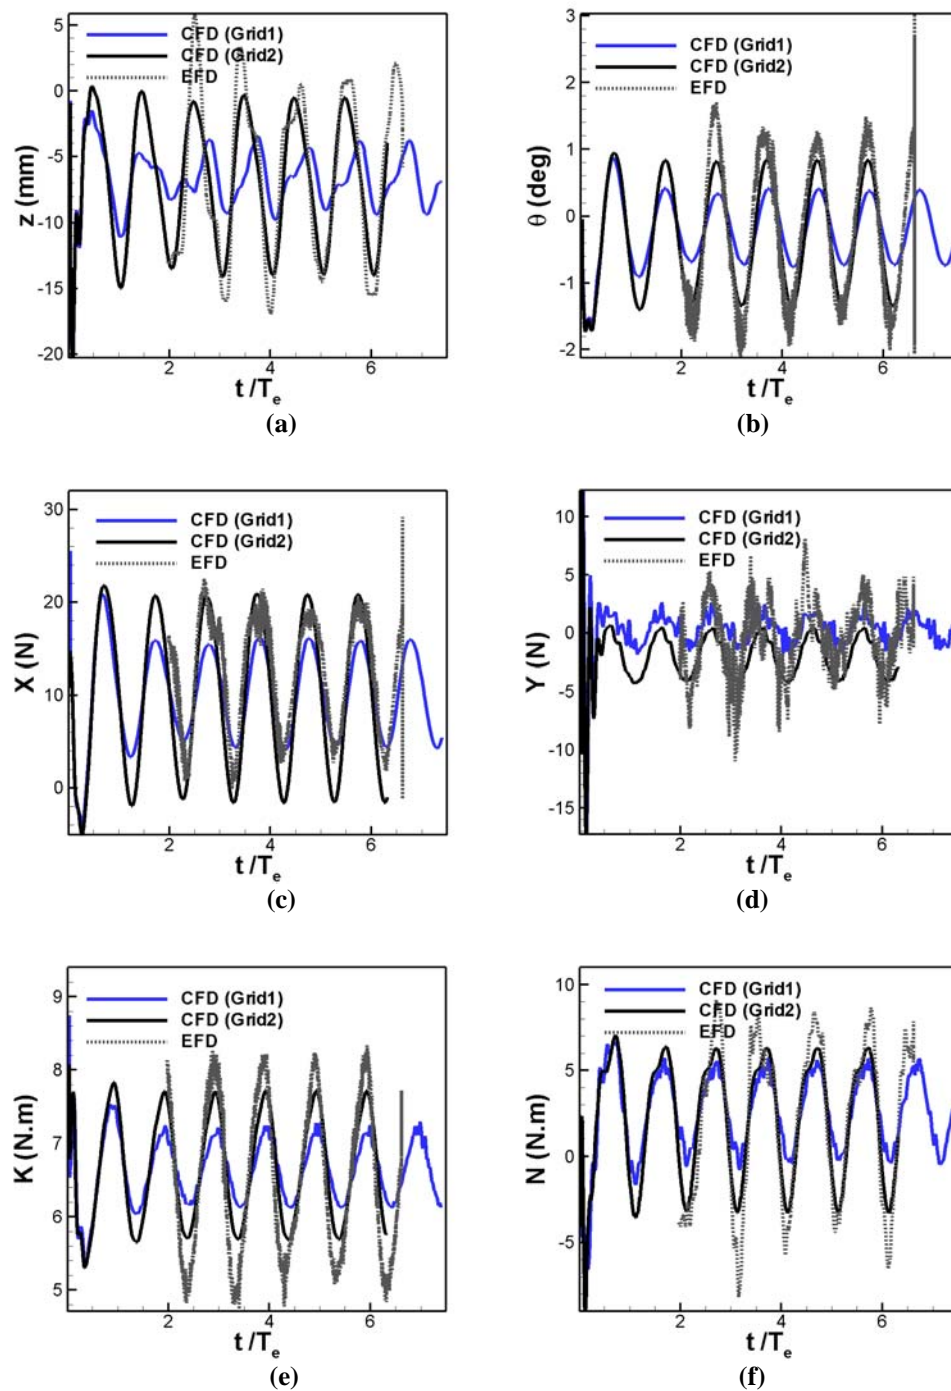 5
0
-5
-10
-15
-20
z (mm)
CFD (Grid1)
CFD (Grid2)
EFD
2 4 6
t /Te
(a)
3
2
1
0
-1
-2
θ (deg)
CFD (Grid1)
CFD (Grid2)
EFD
2 4 6
t /Te
(b)
30
20
10
0
X (N)
CFD (Grid1)
CFD (Grid2)
EFD
2 4 6
t /Te
(c)
10
5
0
-5
-10
-15
Y (N)
CFD (Grid1)
CFD (Grid2)
EFD
2 4 6
t /Te
(d)
9
8
7
6
5
K (N.m)
CFD (Grid1)
CFD (Grid2)
EFD
2 4 6
t /Te
(e)
10
5
0
-5
N (N.m)
CFD (Grid1)
CFD (Grid2)
EFD
2 4 6
t /Te
(f)